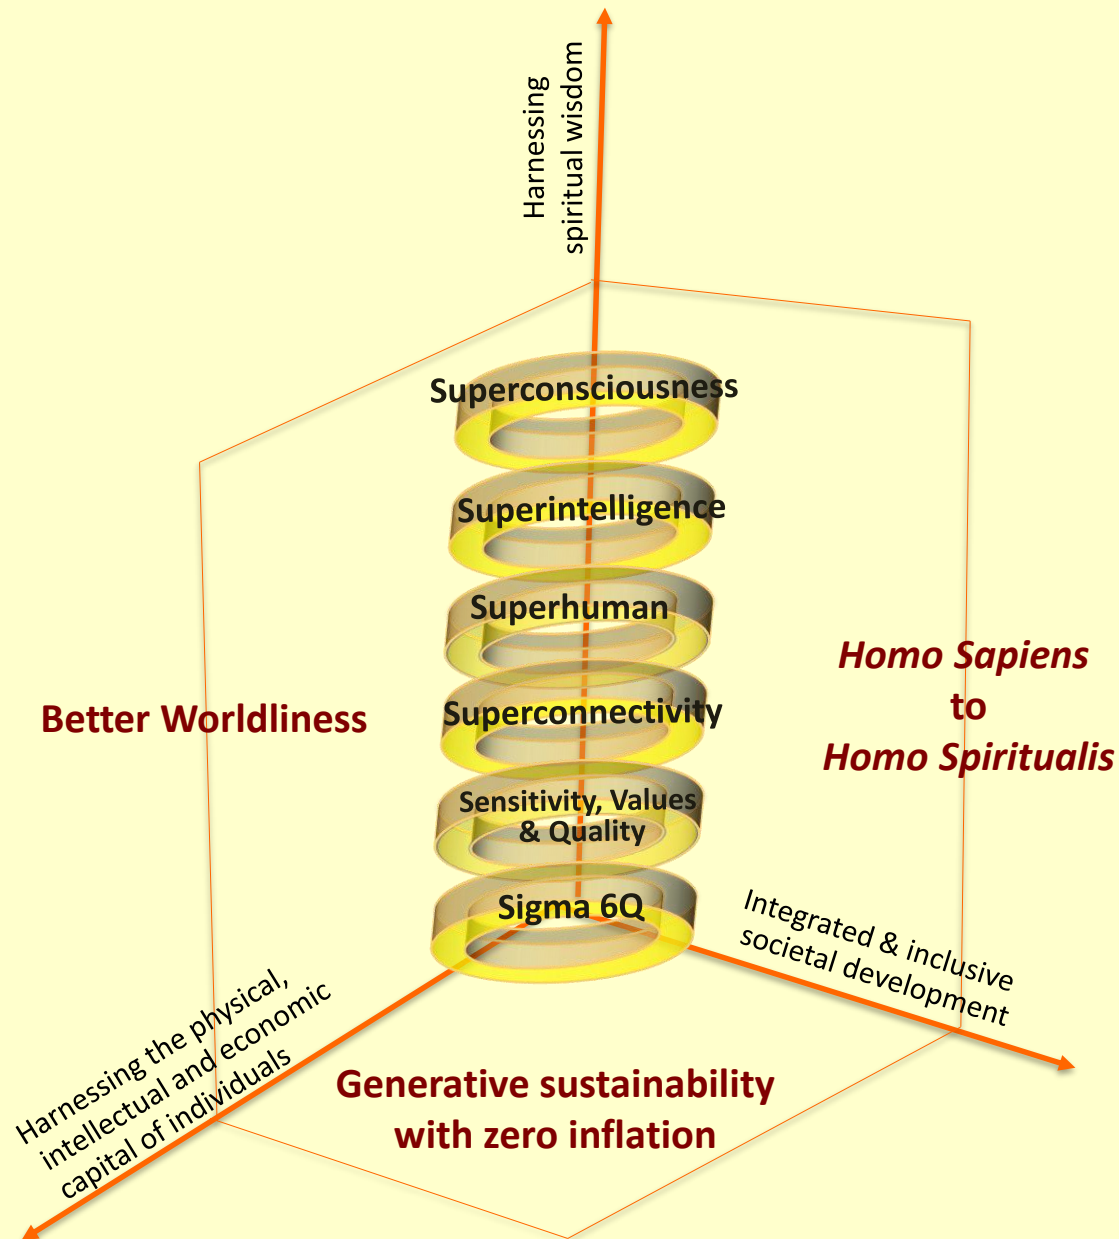 Harnessing
spiritual wisdom
Superconsciousness
Superintelligence
Superhuman
Superconnectivity
Sensitivity, Values
& Quality
Sigma 6Q
Better Worldliness
Homo Sapiens
to
Homo Spiritualis
Integrated & inclusive
societal development
Harnessing the physical,
intellectual and economic
capital of individuals
Generative sustainability
with zero inflation